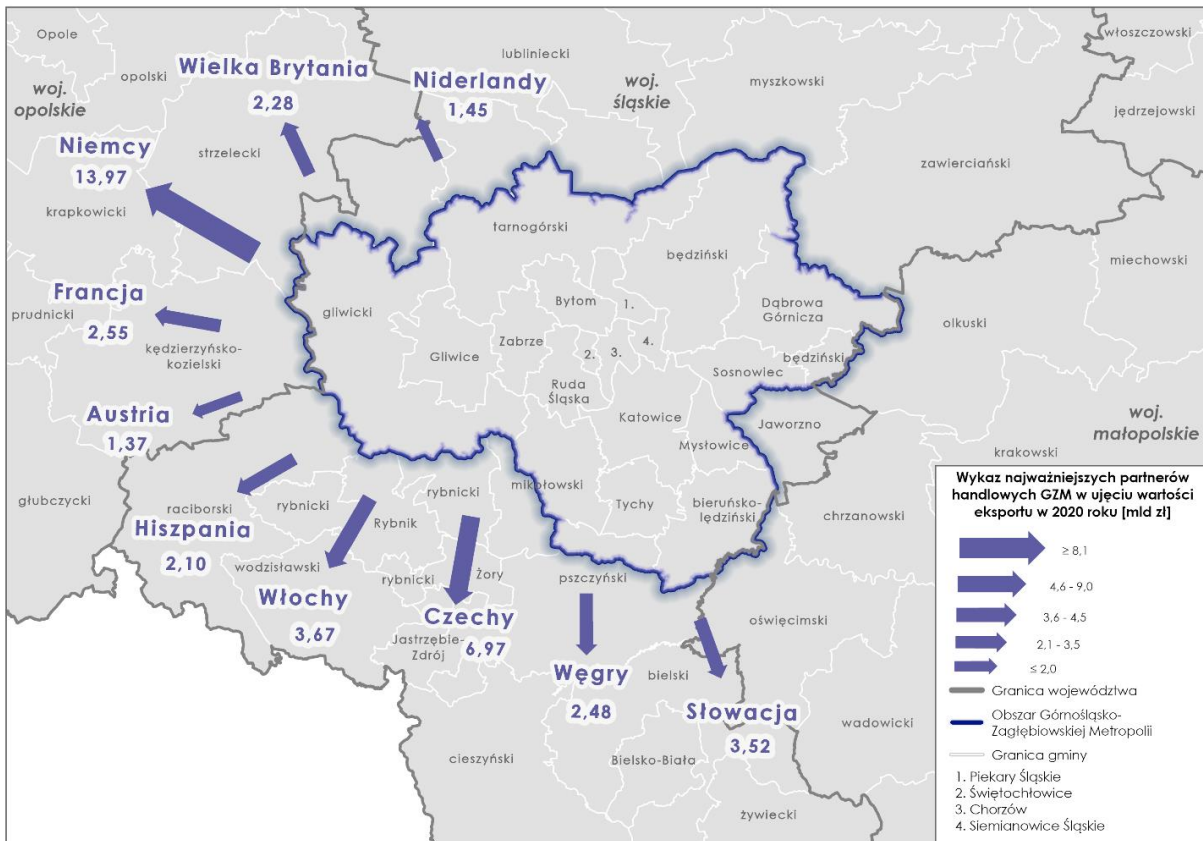 Opole
opolski
woj.
opolskie
Wielka Brytania
2,28
lubliniecki
Niderlandy
1,45
woj.
śląskie
myszkowski
włoszczowski
jędrzejowski
Niemcy
13,97
strzelecki
krapkowicki
zawierciański
tarnogórski
będziński
miechowski
Francja
2,55
prudnicki
kędzierzyńsko-
kozielski
gliwicki
Bytom
1.
Dąbrowa
Górnicza
olkuski
Gliwice
Zabrze
2.
3.
4.
będziński
Sosnowiec
Ruda
Śląska
Austria
1,37
Katowice
Jaworzno
Mysłowice
woj.
małopolskie
krakowski
głubczycki
raciborski
Hiszpania
2,10
rybnicki
Rybnik
rybnicki
mikołowski
Tychy
bieruńsko-
lędziński
chrzanowski
wodzisławski
Włochy
3,67
rybnicki
Żory
pszczyński
Czechy
6,97
Jastrzębie-
Zdrój
oświęcimski
Węgry
2,48
bielski
Słowacja
3,52
wadowicki
cieszyński
Bielsko-Biała
żywiecki
Wykaz najważniejszych partnerów
handlowych GZM w ujęciu wartości
eksportu w 2020 roku [mld zł]
≥ 8,1
4,6 - 9,0
3,6 - 4,5
2,1 - 3,5
≤ 2,0
Granica województwa
Obszar Górnośląsko-
Zagłębiowskiej Metropolii
Granica gminy
1. Piekary Śląskie
2. Świętochłowice
3. Chorzów
4. Siemianowice Śląskie